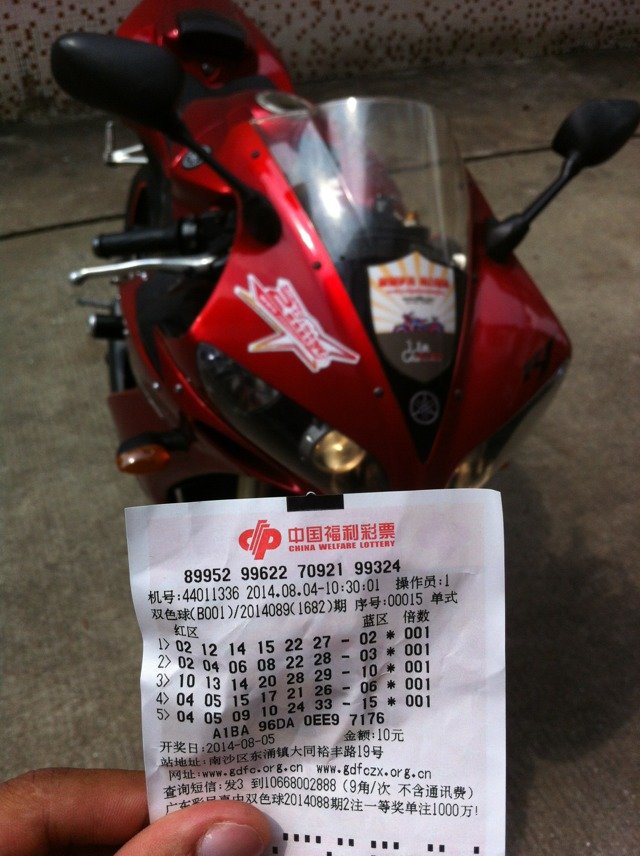 中国福利彩票
CHINA WELFARE LOTTERY
89952 99622 70921 99324
机号:44011336 2014.08.04-10:30:01 操作员:1
双色球(B001)/2014089(1682)期 序号:00015 单式
红区 蓝区 倍数
1> 02 12 14 15 22 27 - 02 * 001
2> 02 04 06 08 22 28 - 03 * 001
3> 10 13 14 20 28 29 - 10 * 001
4> 04 05 15 17 21 26 - 06 * 001
5> 04 05 09 10 24 33 - 15 * 001
A1BA 96DA 0EE9 7176
开奖日:2014-08-05 金额:10元
站地址:南沙区东涌镇大同裕丰路19号
网址:www.gdfc.org.cn www.gdfczx.org.cn
查询短信:发3 到10668002888 (9角/次 不含通讯费)
广东彩民喜中双色球2014088期2注一等奖单注1000万!